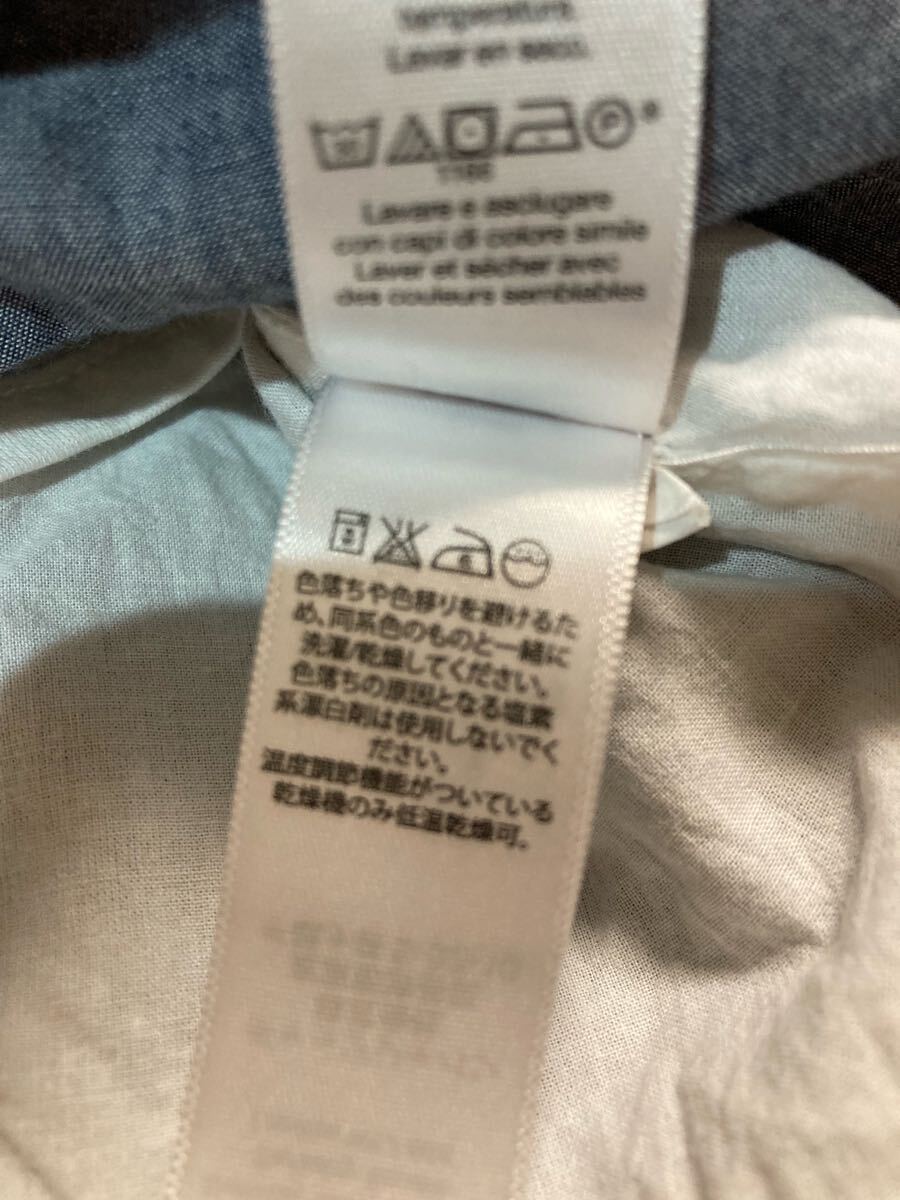 temperatura.
Lavar en seco.
Lavare e asciugare
con capi di colore simile
Laver et sécher avec
des couleurs semblables
色落ちや色移りを避けるた
め、同系色のものと一緒に
洗濯/乾燥してください。
色落ちの原因となる塩素
系漂白剤は使用しないでく
ださい。
温度調節機能がついている
乾燥機のみ低温乾燥可。